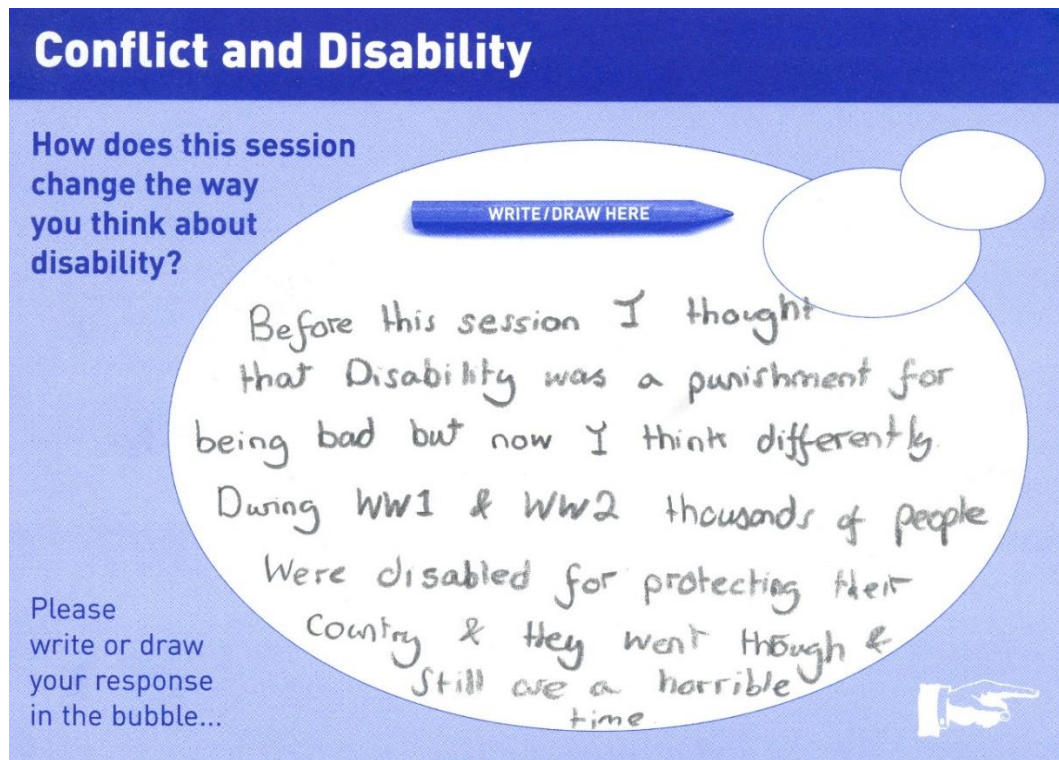 Conflict and Disability
How does this session
change the way
you think about
disability?
WRITE/DRAW HERE
Before this session I thought
that Disability was a punishment for
being bad but now I think differently.
During WW1 & WW2 thousands of people
Were disabled for protecting their
Country & they went though &
Still are a horrible
time
Please
write or draw
your response
in the bubble...